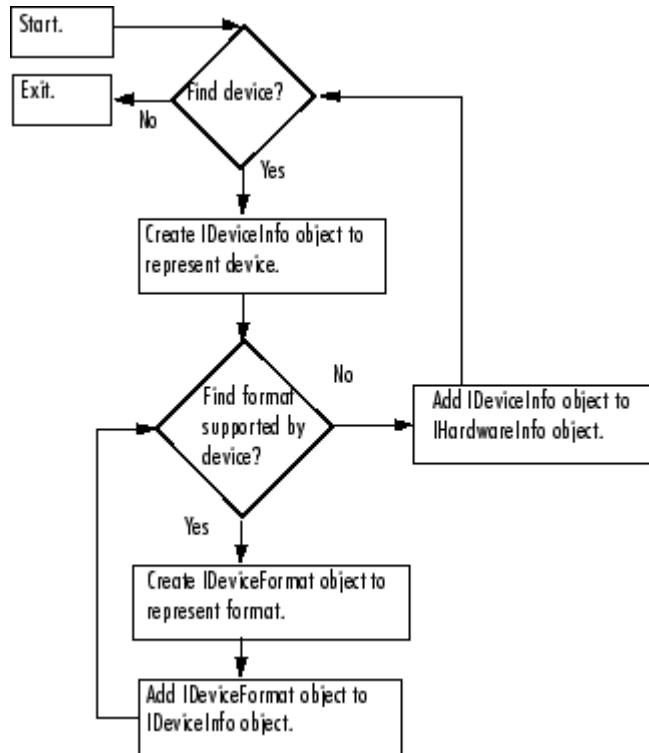 Start.
Exit.
Find device?
No
Yes
Create IDeviceInfo object to
represent device.
Find format
supported by
device?
No
Add IDeviceInfo object to
IHardwareInfo object.
Yes
Create IDeviceFormat object to
represent format.
Add IDeviceFormat object to
IDeviceInfo object.